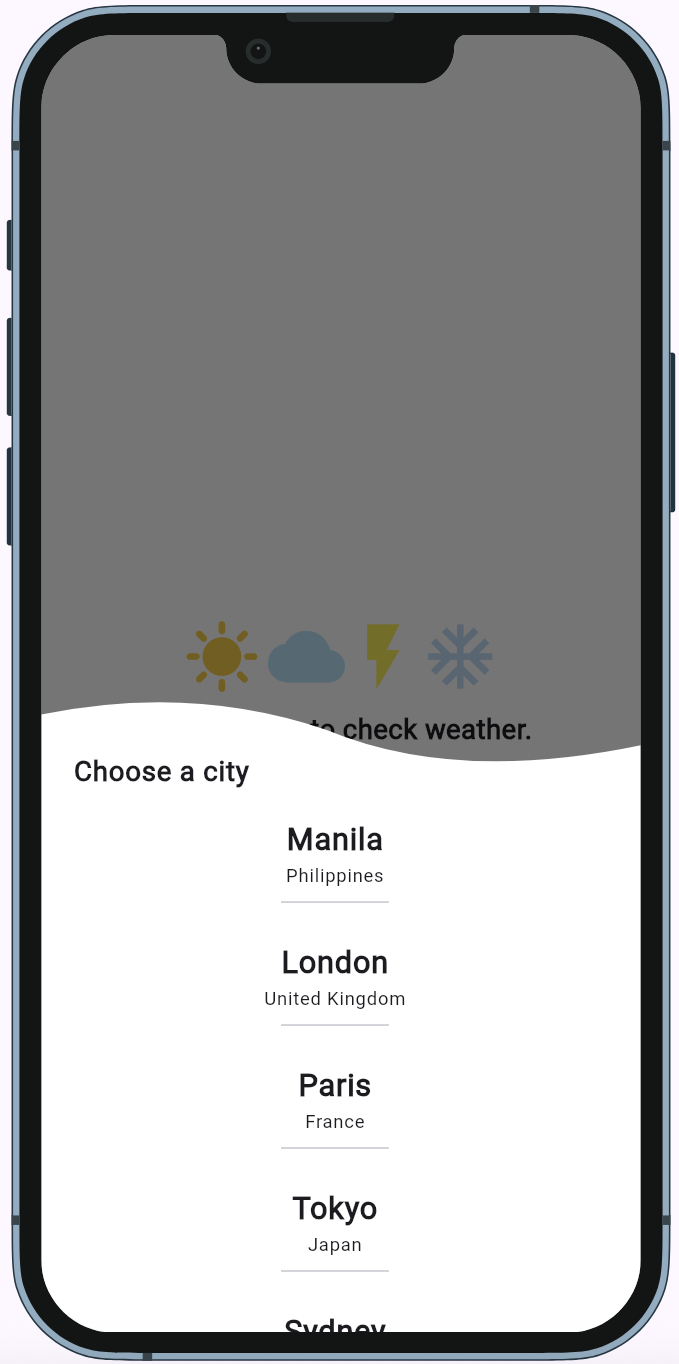 to check weather.
Choose a city
Manila
Philippines
London
United Kingdom
Paris
France
Tokyo
Japan
Sydney